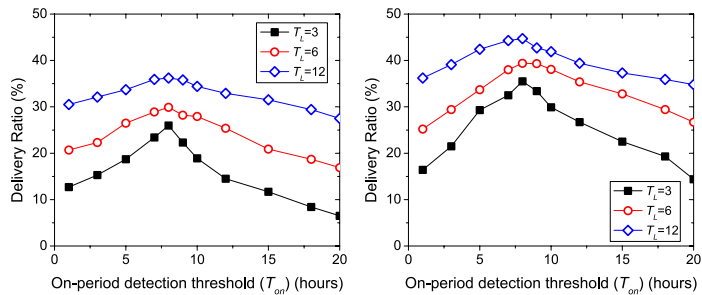 50
40
30
20
10
0
Delivery Ratio (%)
T_L=3
T_L=6
T_L=12
0 5 10 15 20
On-period detection threshold (T_on) (hours)
50
40
30
20
10
0
Delivery Ratio (%)
T_L=3
T_L=6
T_L=12
0 5 10 15 20
On-period detection threshold (T_on) (hours)